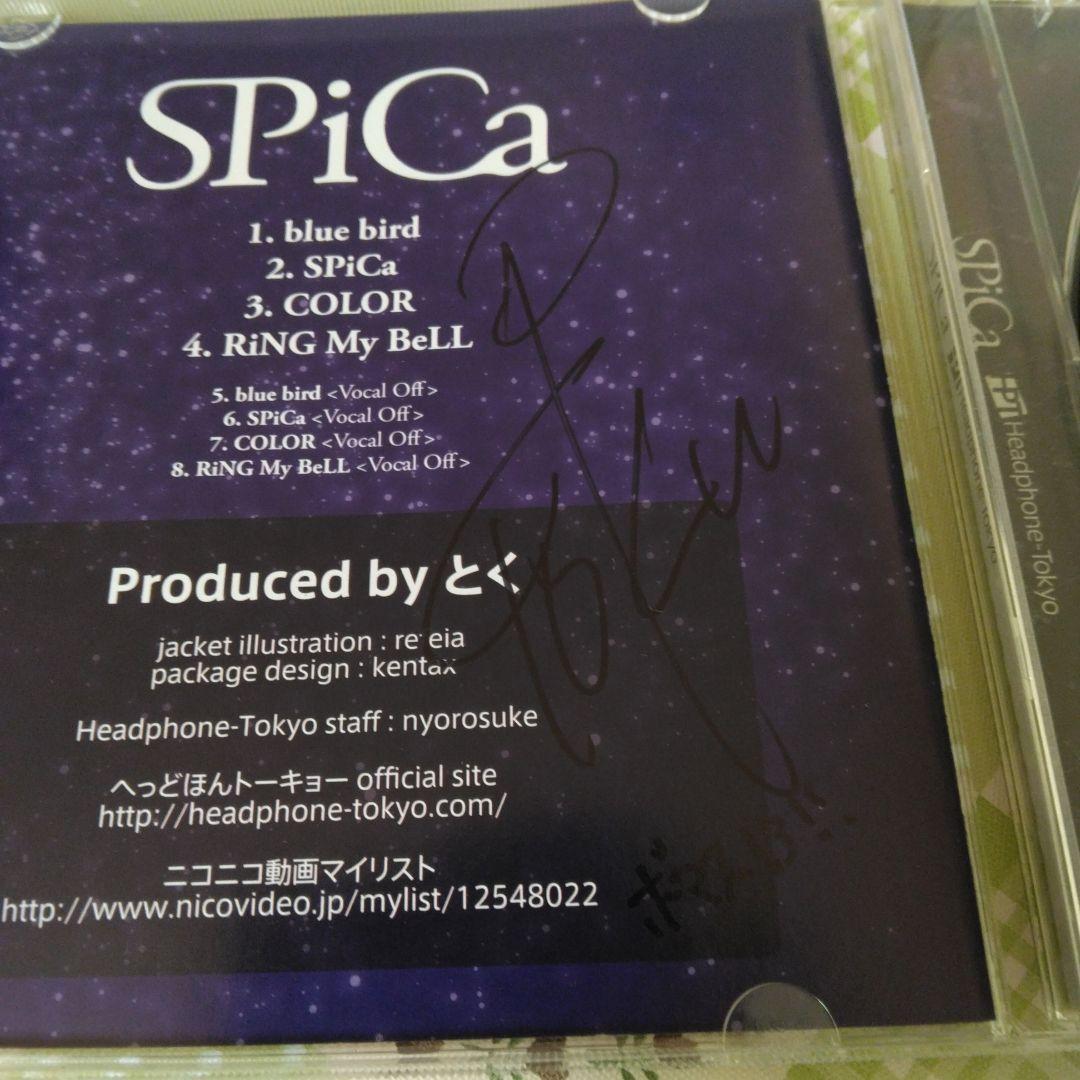 SPiCa
1. blue bird
2. SPiCa
3. COLOR
4. RiNG My BeLL
5. blue bird <Vocal Off>
6. SPiCa <Vocal Off>
7. COLOR <Vocal Off>
8. RiNG My BeLL <Vocal Off>
Produced by とく
jacket illustration : re eia
package design : kentax
Headphone-Tokyo staff : nyorosuke
へっどほんトーキョー official site
http://headphone-tokyo.com/
ニコニコ動画マイリスト
http://www.nicovideo.jp/mylist/12548022
SPiCa
Headphone-Tokyo